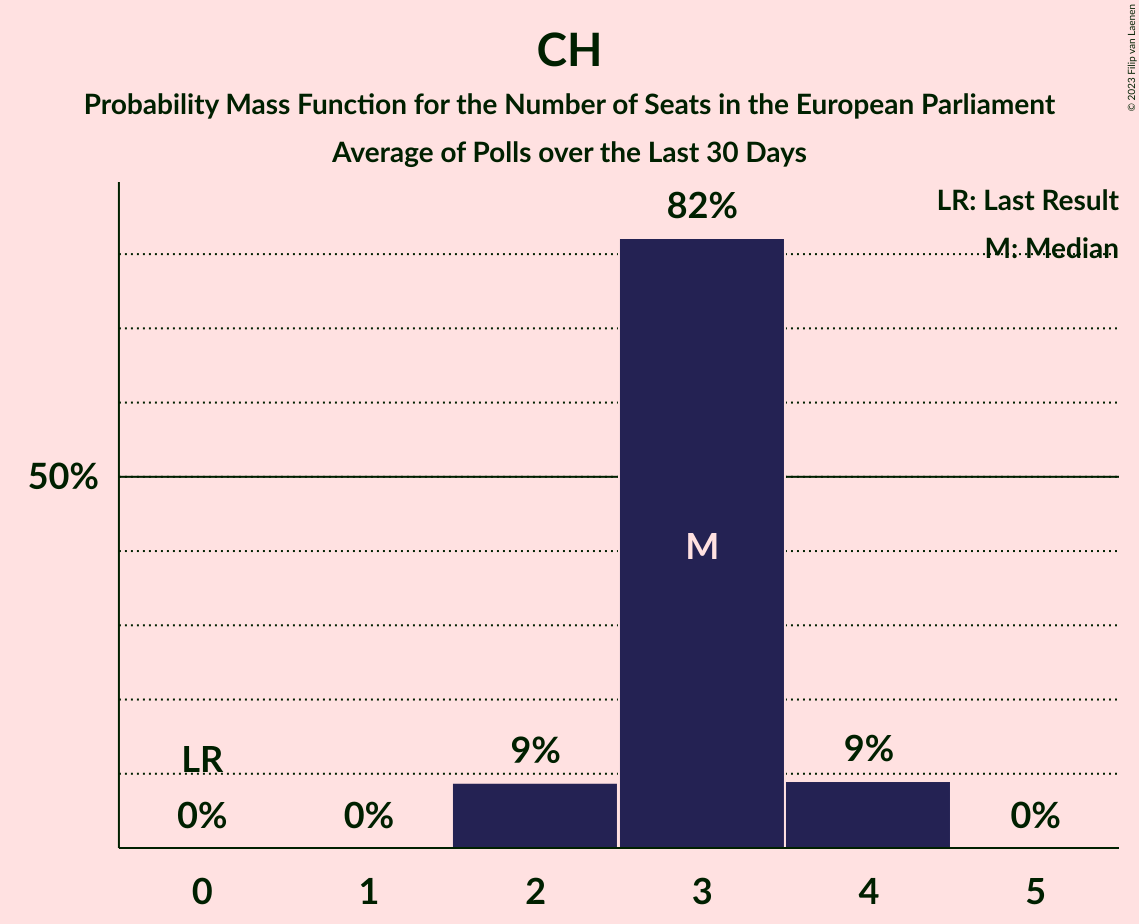 CH
Probability Mass Function for the Number of Seats in the European Parliament
Average of Polls over the Last 30 Days
© 2023 Filip van Laenen
LR: Last Result
M: Median
82%
50%
M
LR
0%
0%
9%
9%
0%
0
1
2
3
4
5